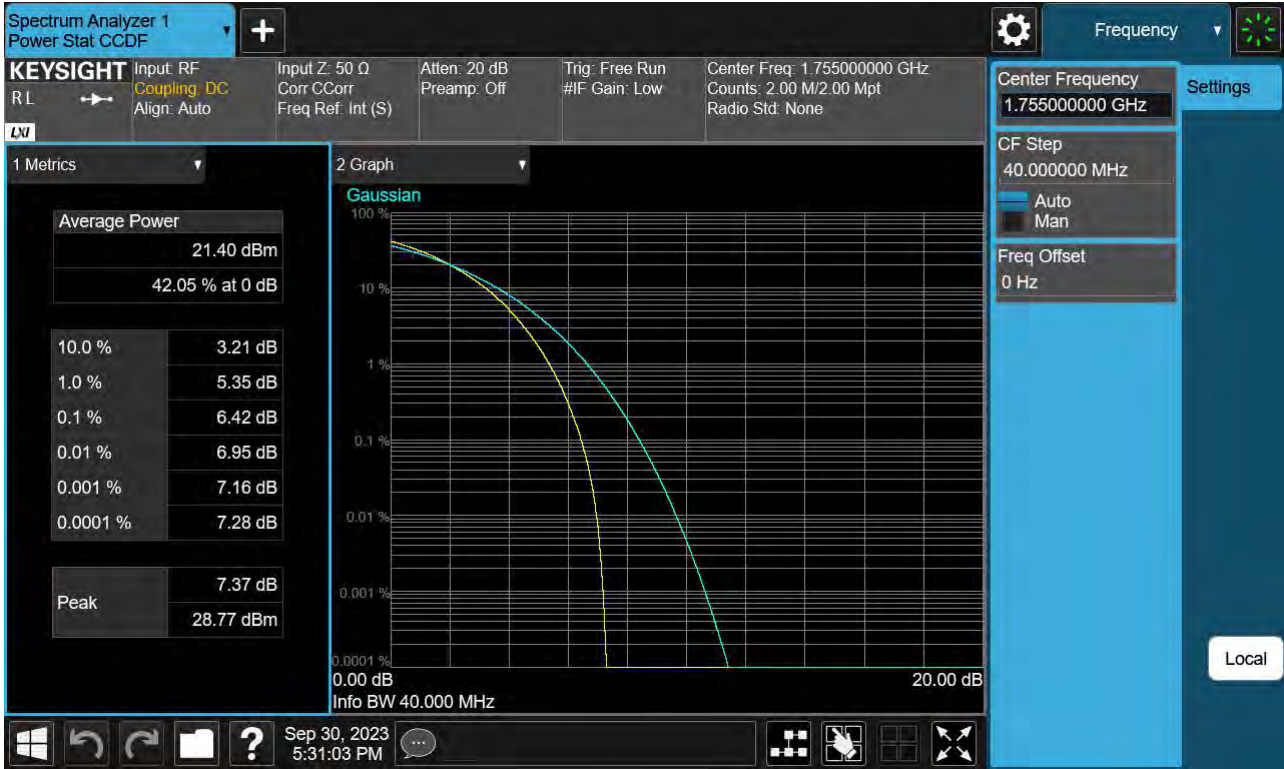 Spectrum Analyzer 1
Power Stat CCDF
Frequency
KEYSIGHT
RL
LXI
Input: RF
Coupling: DC
Align: Auto
Input Z: 50 Ω
Corr CCorr
Freq Ref: Int (S)
Atten: 20 dB
Preamp: Off
Trig: Free Run
#IF Gain: Low
Center Freq: 1.755000000 GHz
Counts: 2.00 M/2.00 Mpt
Radio Std: None
Center Frequency
1.755000000 GHz
Settings
CF Step
40.000000 MHz
Auto
Man
Freq Offset
0 Hz
Local
1 Metrics
Average Power
21.40 dBm
42.05 % at 0 dB
10.0 % 3.21 dB
1.0 % 5.35 dB
0.1 % 6.42 dB
0.01 % 6.95 dB
0.001 % 7.16 dB
0.0001 % 7.28 dB
Peak
7.37 dB
28.77 dBm
2 Graph
Gaussian
100 %
10 %
1 %
0.1 %
0.01 %
0.001 %
0.0001 %
0.00 dB 20.00 dB
Info BW 40.000 MHz
?
Sep 30, 2023
5:31:03 PM